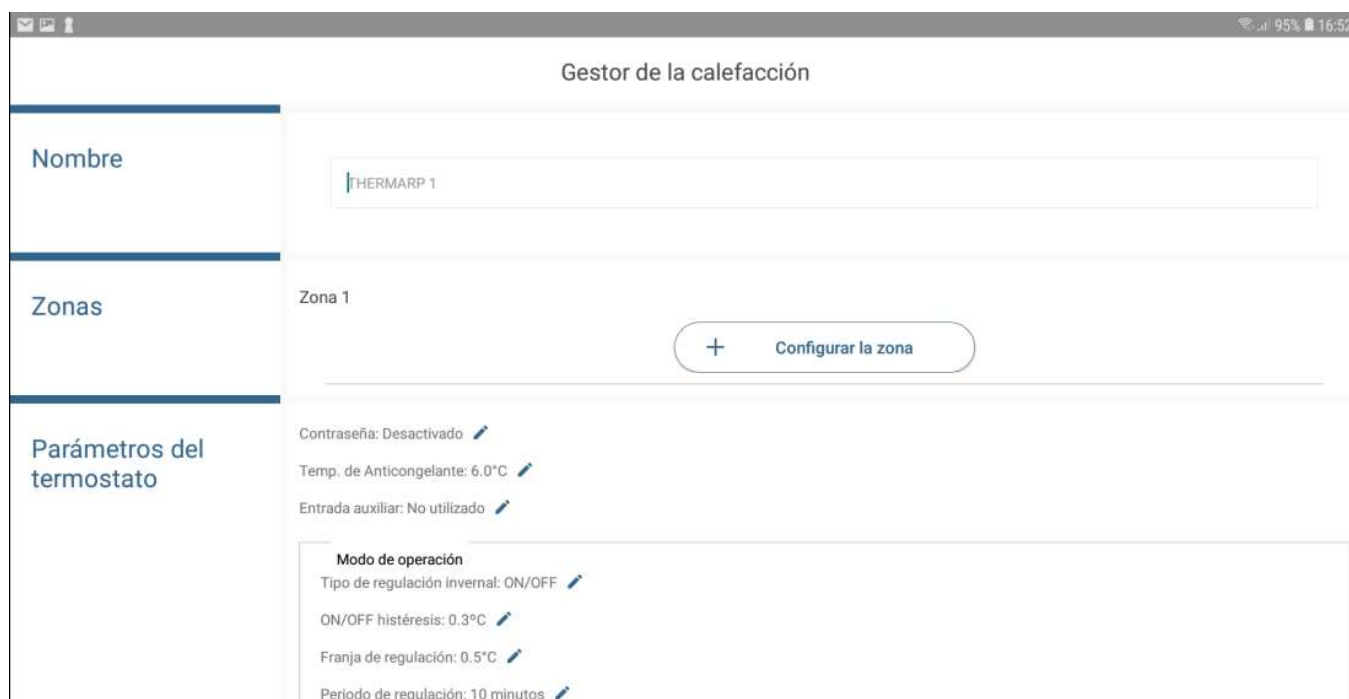 95% 16:52
Gestor de la calefacción
Nombre
THERMARP 1
Zonas
Zona 1
+ Configurar la zona
Parámetros del
termostato
Contraseña: Desactivado
Temp. de Anticongelante: 6.0°C
Entrada auxiliar: No utilizado
Modo de operación
Tipo de regulación invernal: ON/OFF
ON/OFF histéresis: 0.3ºC
Franja de regulación: 0.5°C
Periodo de regulación: 10 minutos